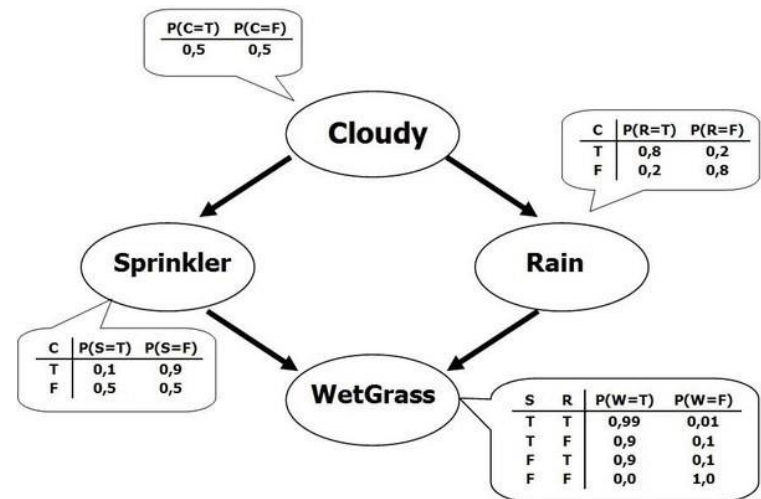 P(C=T) P(C=F)
0,5 0,5
Cloudy
C P(R=T) P(R=F)
T 0,8 0,2
F 0,2 0,8
Sprinkler
Rain
C P(S=T) P(S=F)
T 0,1 0,9
F 0,5 0,5
WetGrass
S R P(W=T) P(W=F)
T T 0,99 0,01
T F 0,9 0,1
F T 0,9 0,1
F F 0,0 1,0